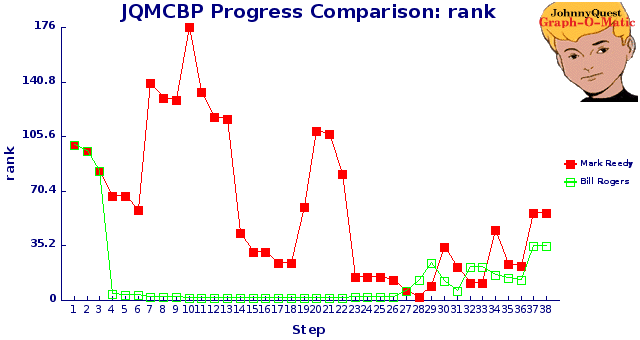 JQMCBP Progress Comparison: rank
JohnnyQuest
Graph-O-Matic
176
140.8
105.6
70.4
35.2
0
rank
Mark Reedy
Bill Rogers
1 2 3 4 5 6 7 8 9 10 11 12 13 14 15 16 17 18 19 20 21 22 23 24 25 26 27 28 29 30 31 32 33 34 35 36 37 38
Step